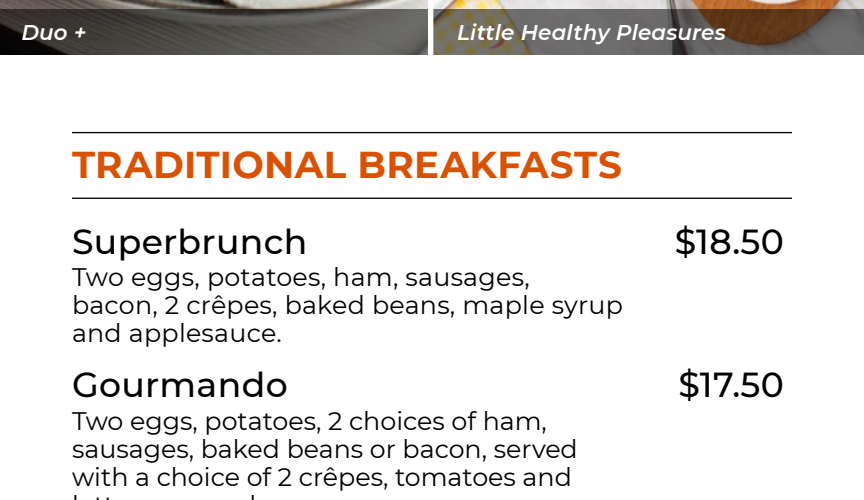 Duo +
Little Healthy Pleasures
TRADITIONAL BREAKFASTS
Superbrunch $18.50
Two eggs, potatoes, ham, sausages,
bacon, 2 crêpes, baked beans, maple syrup
and applesauce.
Gourmando $17.50
Two eggs, potatoes, 2 choices of ham,
sausages, baked beans or bacon, served
with a choice of 2 crêpes, tomatoes and